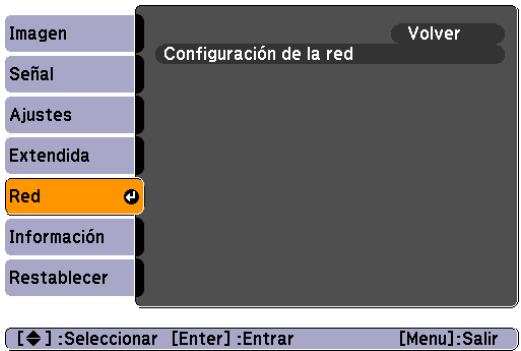 Imagen
Señal
Ajustes
Extendida
Red
Información
Restablecer
Volver
Configuración de la red
[◆] :Seleccionar [Enter] :Entrar [Menu]:Salir